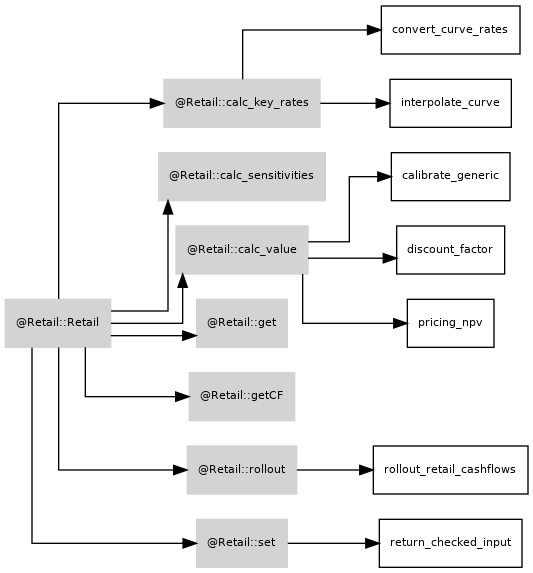 convert_curve_rates
@Retail::calc_key_rates
interpolate_curve
@Retail::calc_sensitivities
calibrate_generic
@Retail::calc_value
discount_factor
@Retail::Retail
@Retail::get
pricing_npv
@Retail::getCF
@Retail::rollout
rollout_retail_cashflows
@Retail::set
return_checked_input